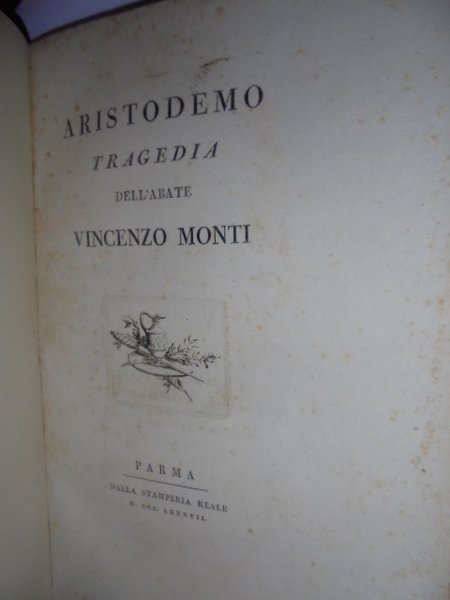 ARISTODEMO
TRAGEDIA
DELL'ABATE
VINCENZO MONTI
PARMA
DALLA STAMPERIA REALE
M. DCC. LXXXVII.